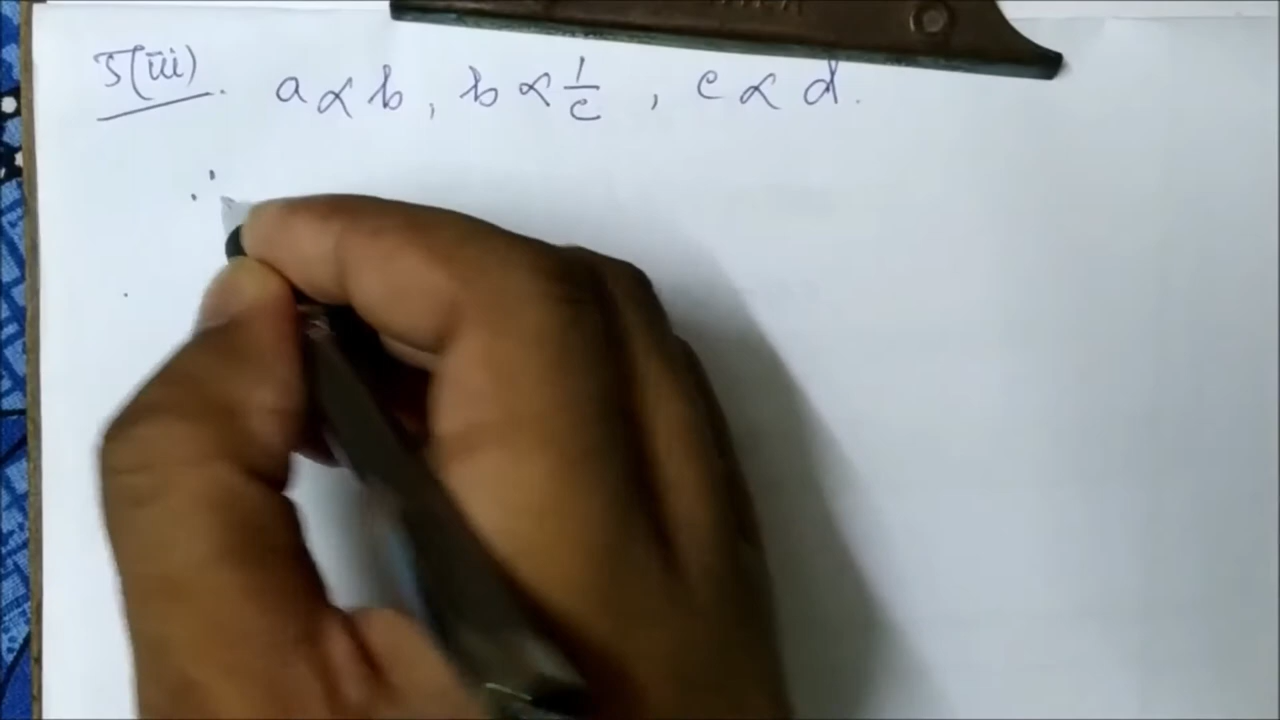 5(iii). a ∝ b, b ∝ 1/c, c ∝ d.
∴